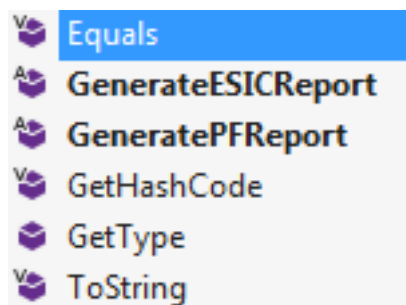 Equals
GenerateESICReport
GeneratePFReport
GetHashCode
GetType
ToString